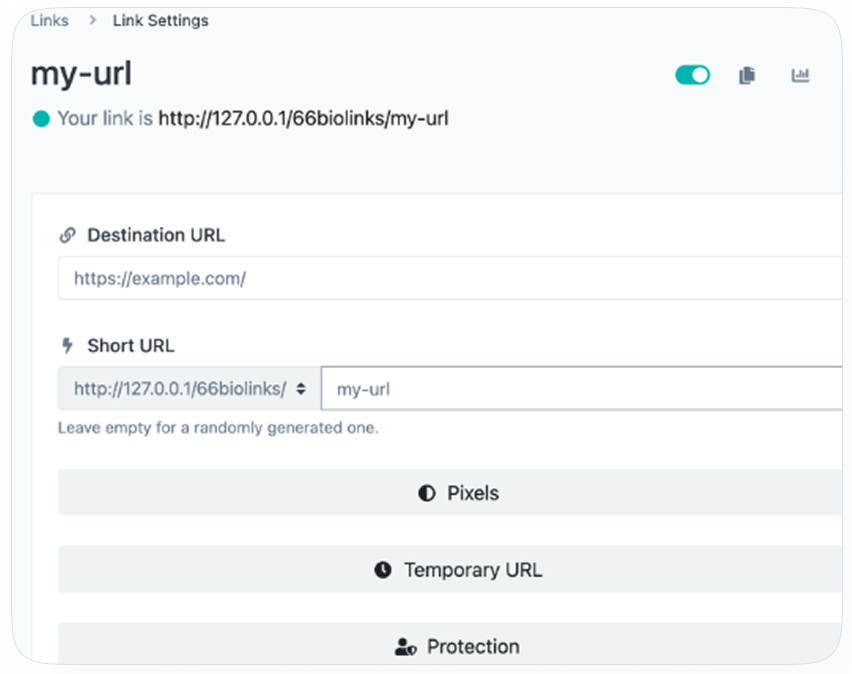 Links > Link Settings
my-url
Your link is http://127.0.0.1/66biolinks/my-url
Destination URL
https://example.com/
Short URL
http://127.0.0.1/66biolinks/ my-url
Leave empty for a randomly generated one.
Pixels
Temporary URL
Protection